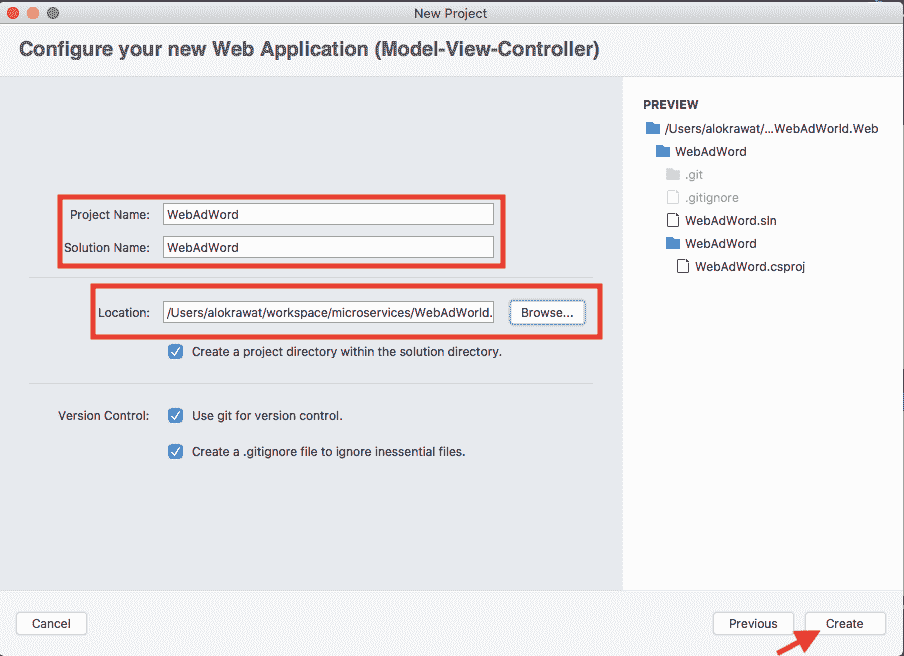 New Project
Configure your new Web Application (Model-View-Controller)
Project Name: WebAdWord
Solution Name: WebAdWord
Location: /Users/alokrawat/workspace/microservices/WebAdWorld. Browse...
Create a project directory within the solution directory.
Version Control: Use git for version control.
Create a .gitignore file to ignore inessential files.
PREVIEW
/Users/alokrawat/...WebAdWorld.Web
WebAdWord
.git
.gitignore
WebAdWord.sln
WebAdWord
WebAdWord.csproj
Cancel Previous Create